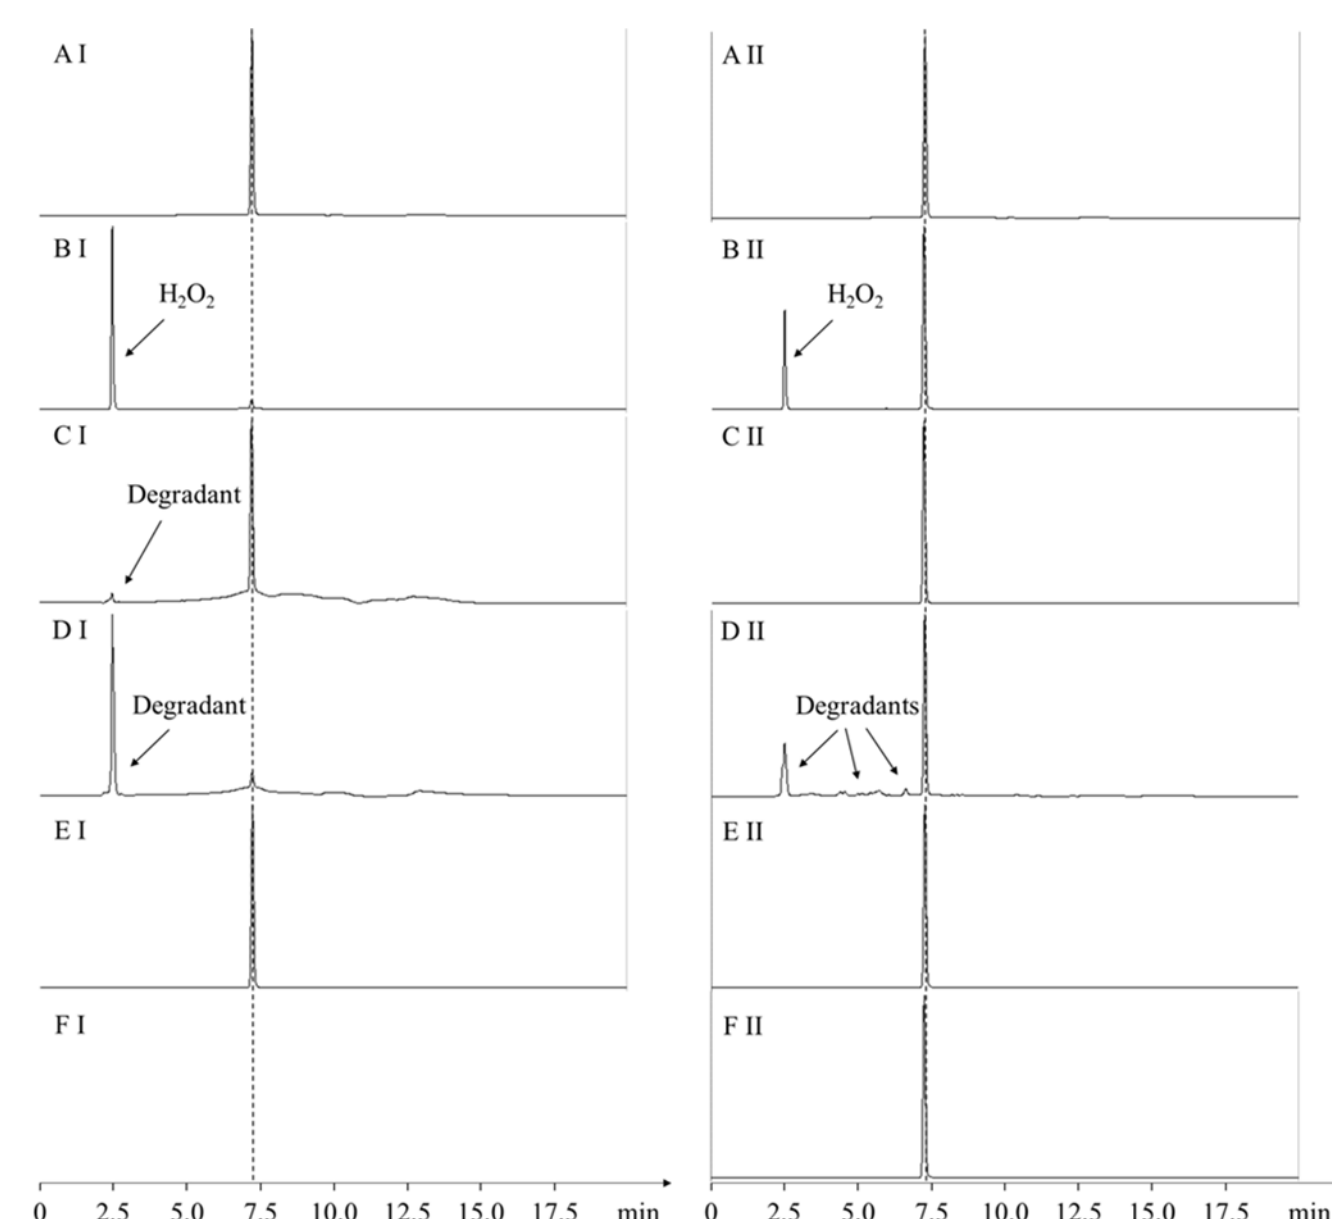 A I
A II
B I
H₂O₂
B II
H₂O₂
C I
Degradant
C II
D I
Degradant
D II
Degradants
E I
E II
F I
F II
0 2.5 5.0 7.5 10.0 12.5 15.0 17.5 min
0 2.5 5.0 7.5 10.0 12.5 15.0 17.5 min